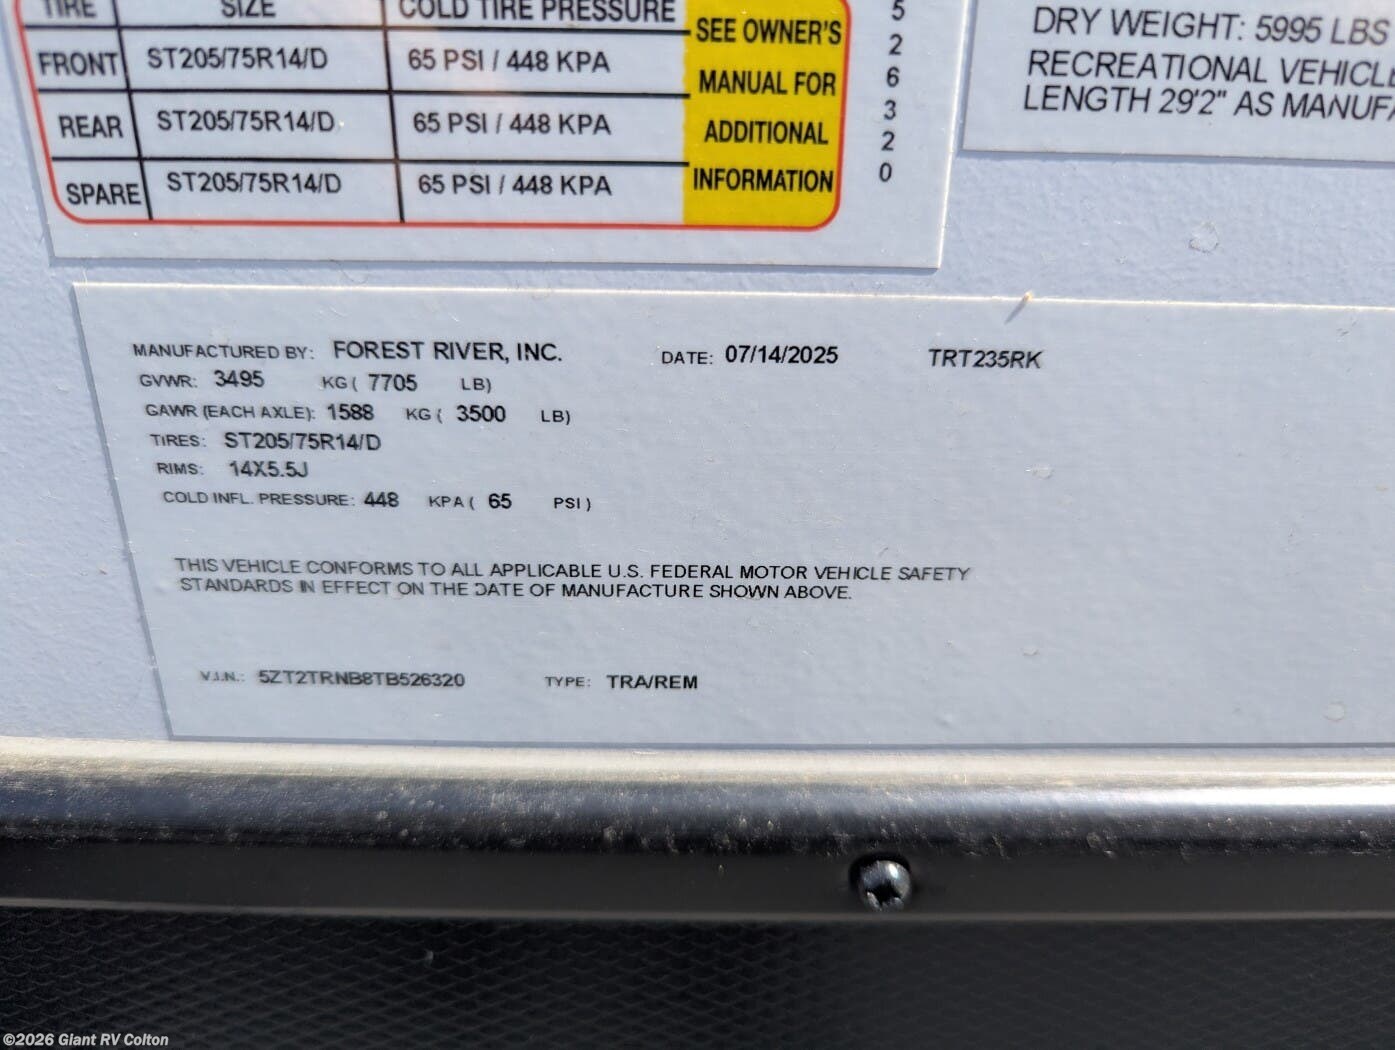 TIRE SIZE COLD TIRE PRESSURE
FRONT ST205/75R14/D 65 PSI / 448 KPA
REAR ST205/75R14/D 65 PSI / 448 KPA
SPARE ST205/75R14/D 65 PSI / 448 KPA
SEE OWNER'S
MANUAL FOR
ADDITIONAL
INFORMATION
5
2
6
3
2
0
DRY WEIGHT: 5995 LBS
RECREATIONAL VEHICLE
LENGTH 29'2" AS MANUFA
MANUFACTURED BY: FOREST RIVER, INC. DATE: 07/14/2025 TRT235RK
GVWR: 3495 KG ( 7705 LB)
GAWR (EACH AXLE): 1588 KG ( 3500 LB)
TIRES: ST205/75R14/D
RIMS: 14X5.5J
COLD INFL. PRESSURE: 448 KPA ( 65 PSI )
THIS VEHICLE CONFORMS TO ALL APPLICABLE U.S. FEDERAL MOTOR VEHICLE SAFETY
STANDARDS IN EFFECT ON THE DATE OF MANUFACTURE SHOWN ABOVE.
V.I.N.: 5ZT2TRNB8TB526320 TYPE: TRA/REM
©2026 Giant RV Colton